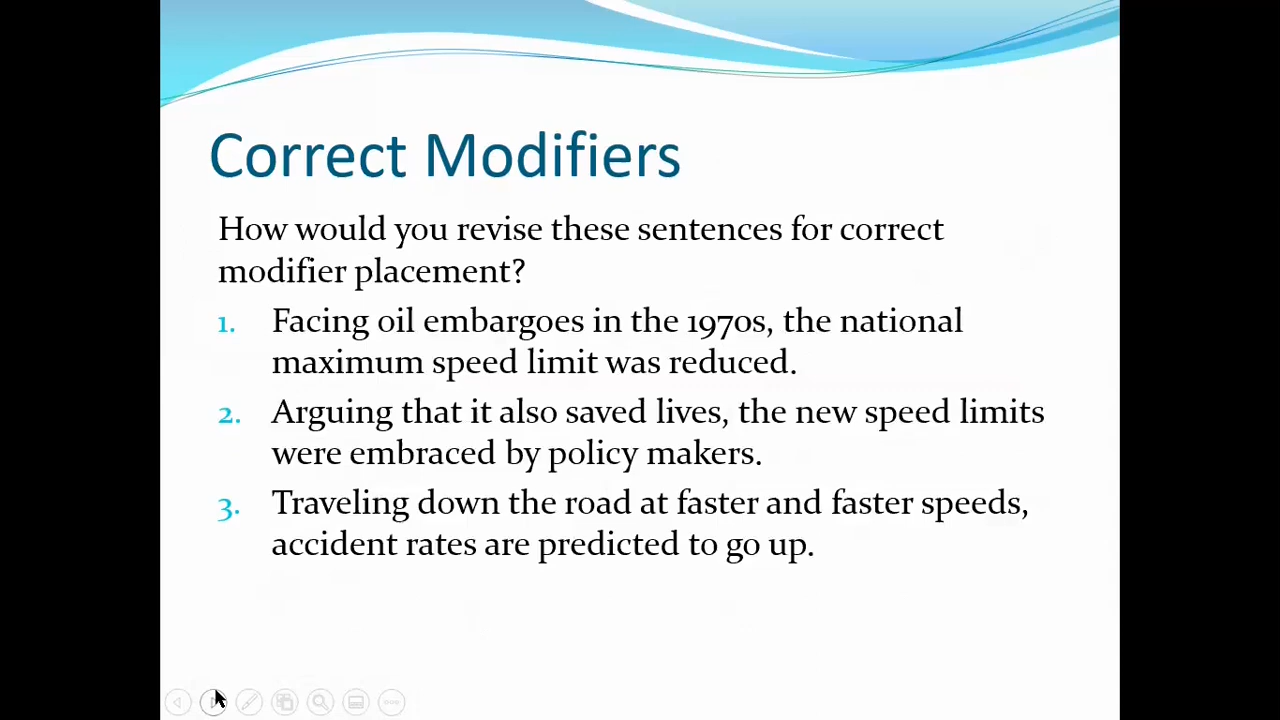 Correct Modifiers
How would you revise these sentences for correct
modifier placement?
1. Facing oil embargoes in the 1970s, the national
maximum speed limit was reduced.
2. Arguing that it also saved lives, the new speed limits
were embraced by policy makers.
3. Traveling down the road at faster and faster speeds,
accident rates are predicted to go up.